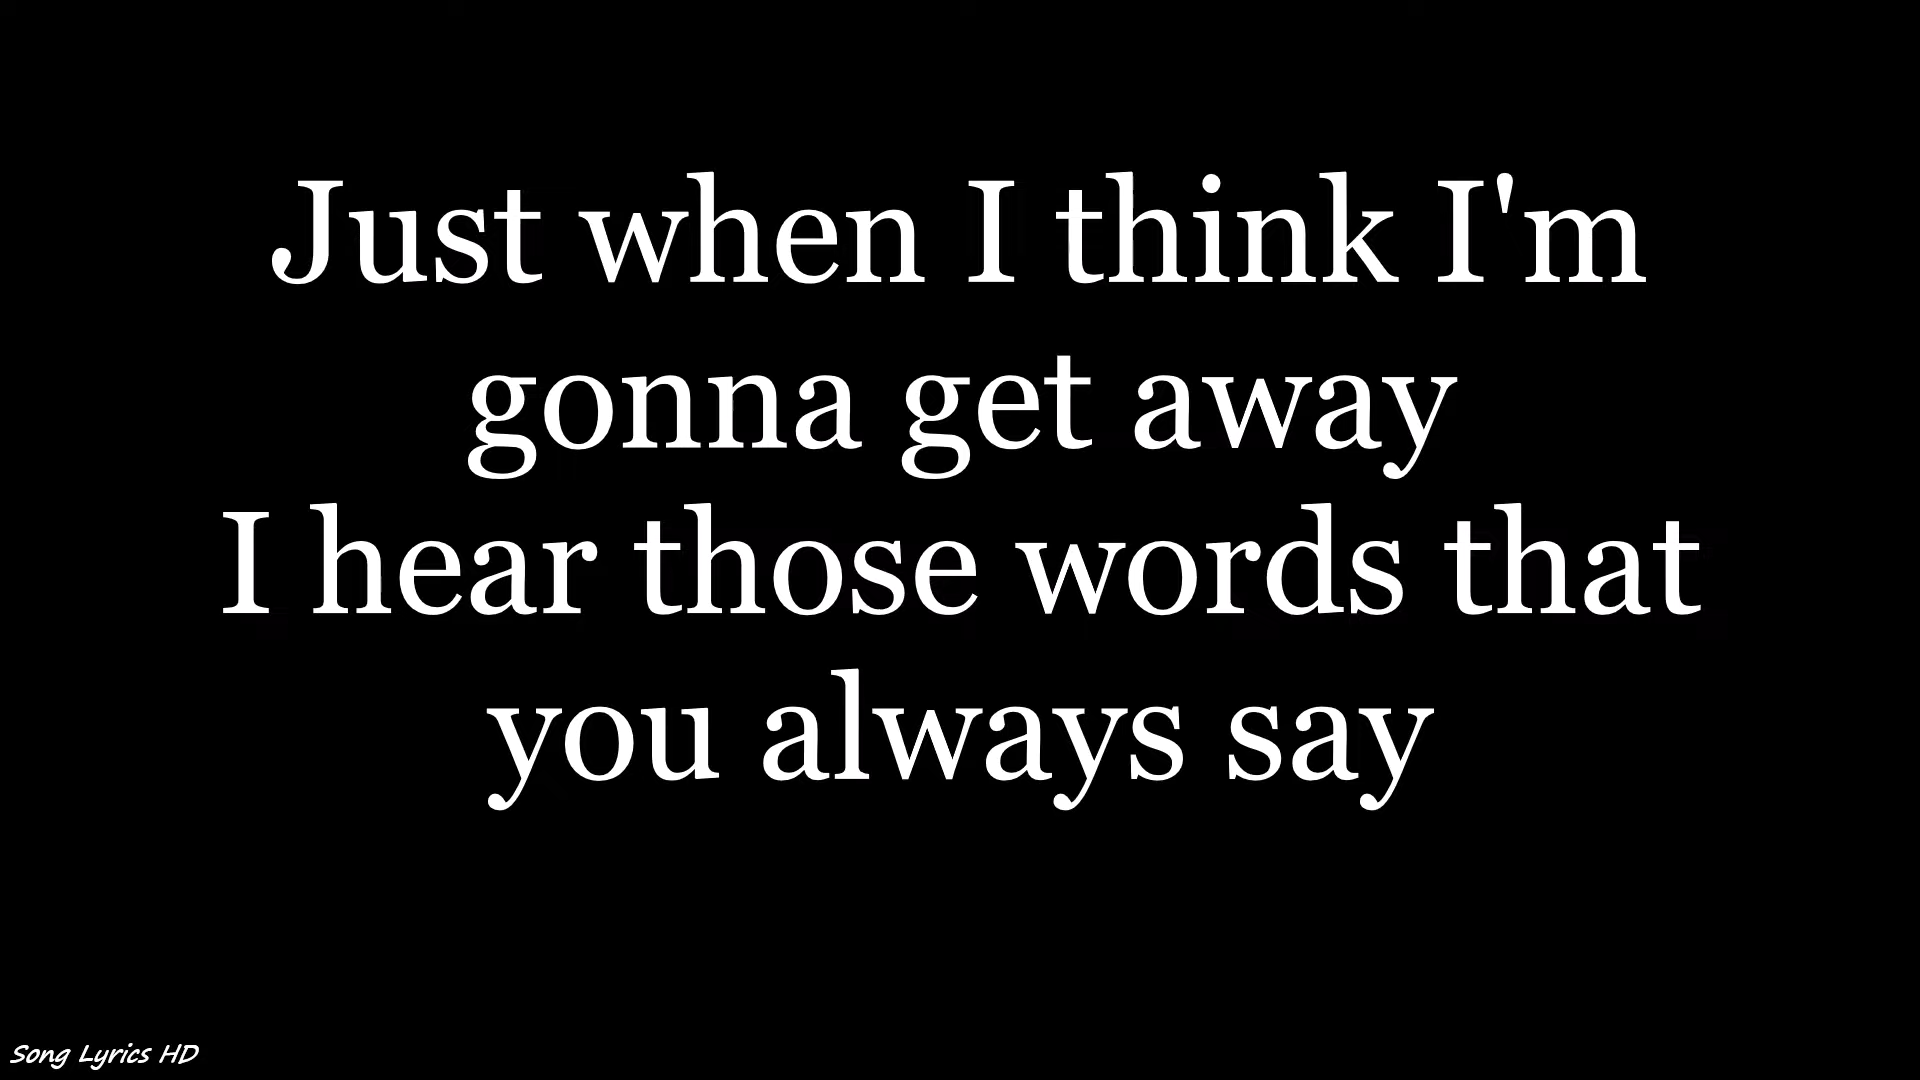 Just when I think I'm
gonna get away
I hear those words that
you always say
Song Lyrics HD